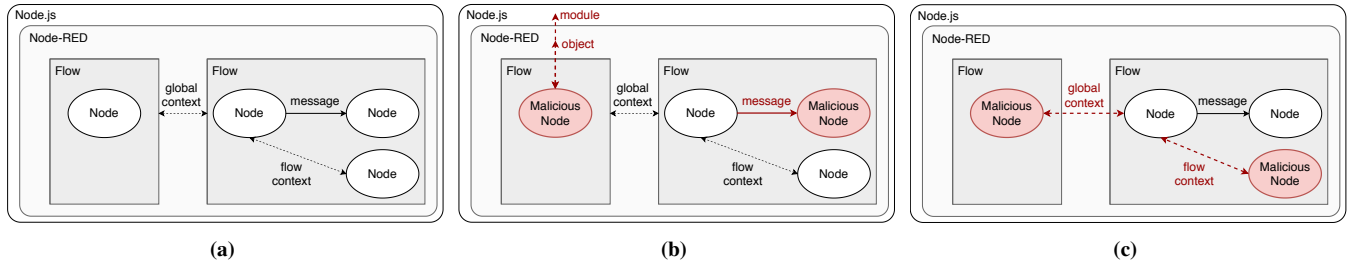 Node.js
Node-RED
Flow
Node
global
context
Flow
Node
message
Node
flow
context
Node
(a)
Node.js
module
Node-RED
object
Flow
Malicious
Node
global
context
Flow
Node
message
Malicious
Node
flow
context
Node
(b)
Node.js
Node-RED
Flow
Malicious
Node
global
context
Flow
Node
message
Node
flow
context
Malicious
Node
(c)